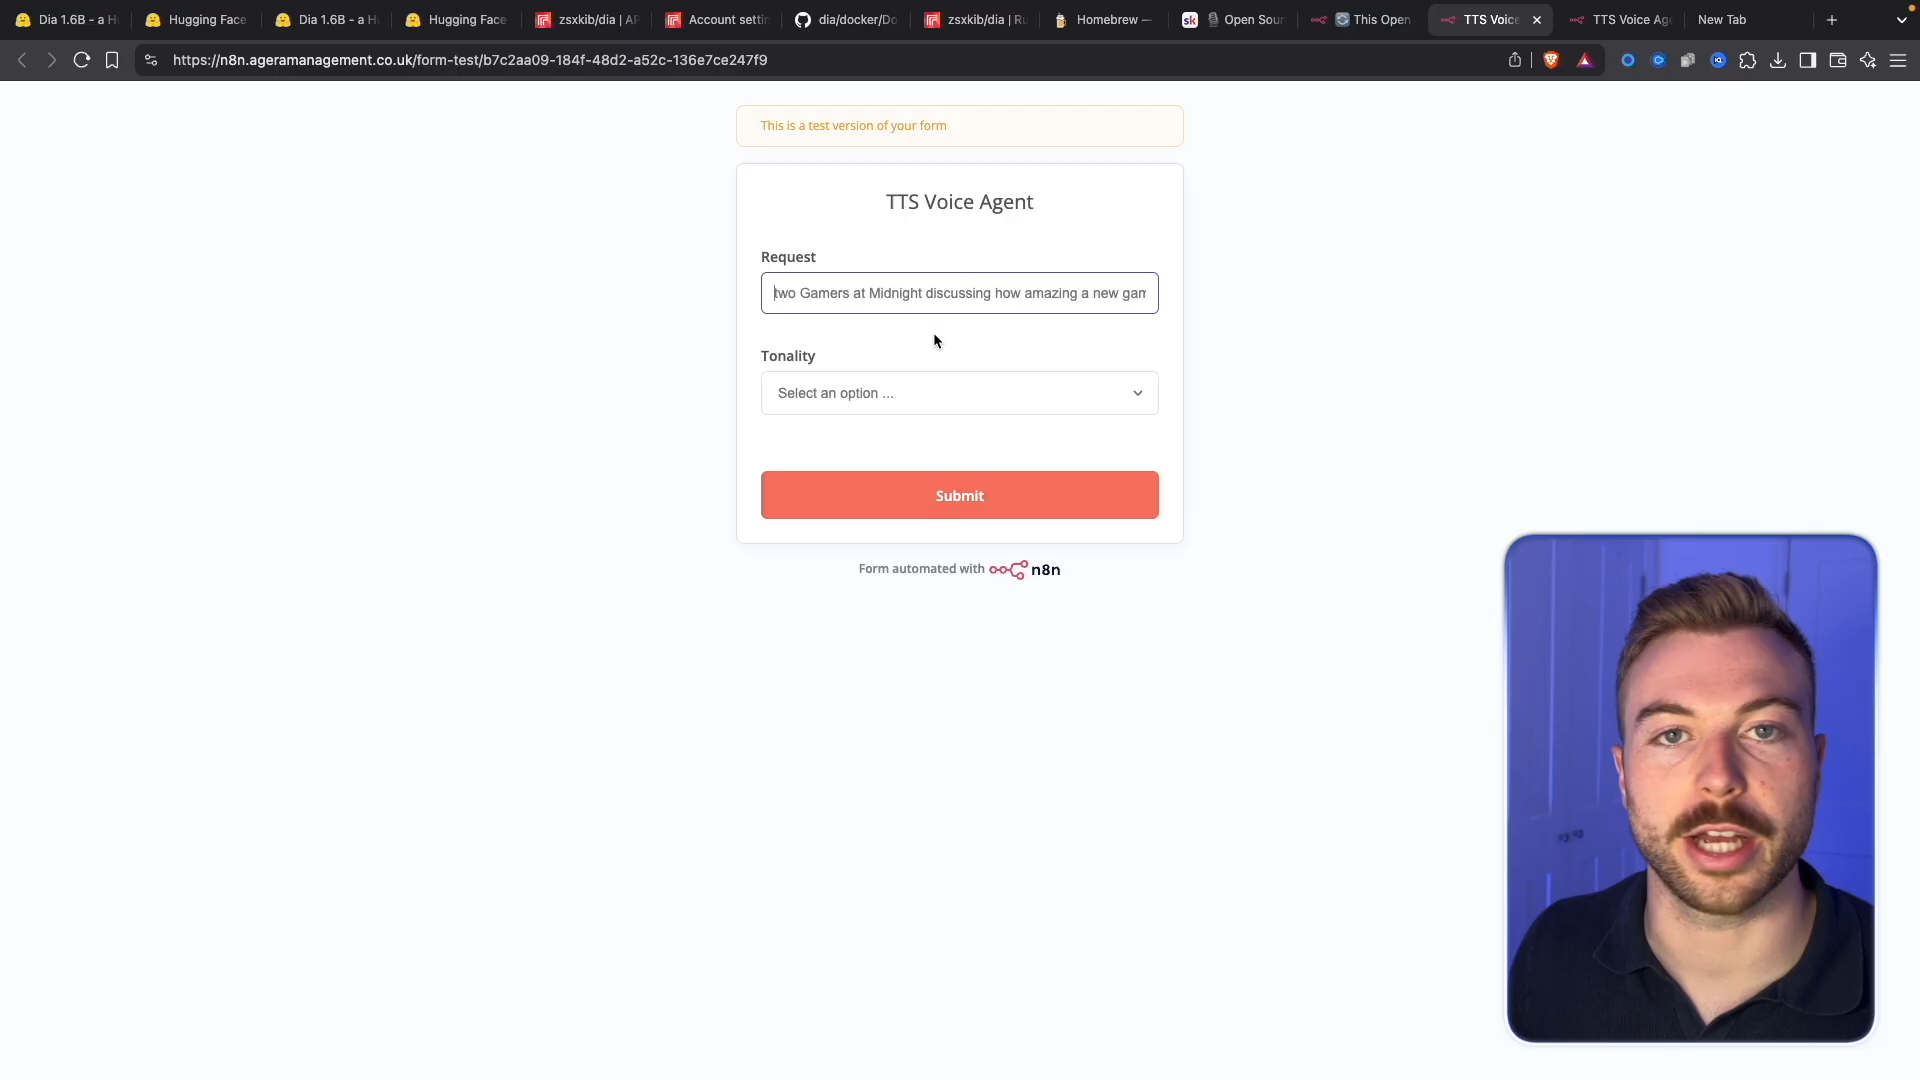 Dia 1.6B - a H
Hugging Face
Dia 1.6B - a H
Hugging Face
zsxkib/dia | AP
Account settin
dia/docker/Do
zsxkib/dia | Ru
Homebrew —
sk
Open Sour
This Open
TTS Voice
TTS Voice Age
New Tab
https://n8n.ageramanagement.co.uk/form-test/b7c2aa09-184f-48d2-a52c-136e7ce247f9
This is a test version of your form
TTS Voice Agent
Request
two Gamers at Midnight discussing how amazing a new gam
Tonality
Select an option ...
Submit
Form automated with n8n